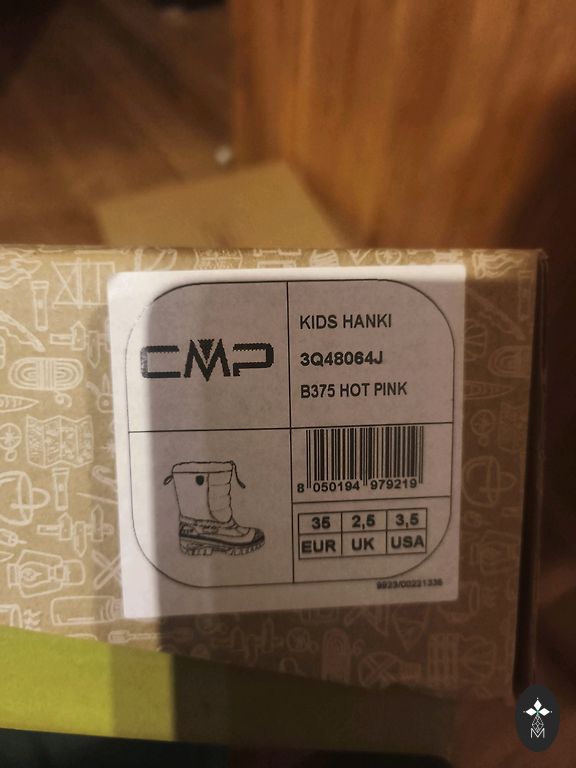 CMP
KIDS HANKI
3Q48064J
B375 HOT PINK
8 050194 979219
35 2,5 3,5
EUR UK USA
9923/00221336
M